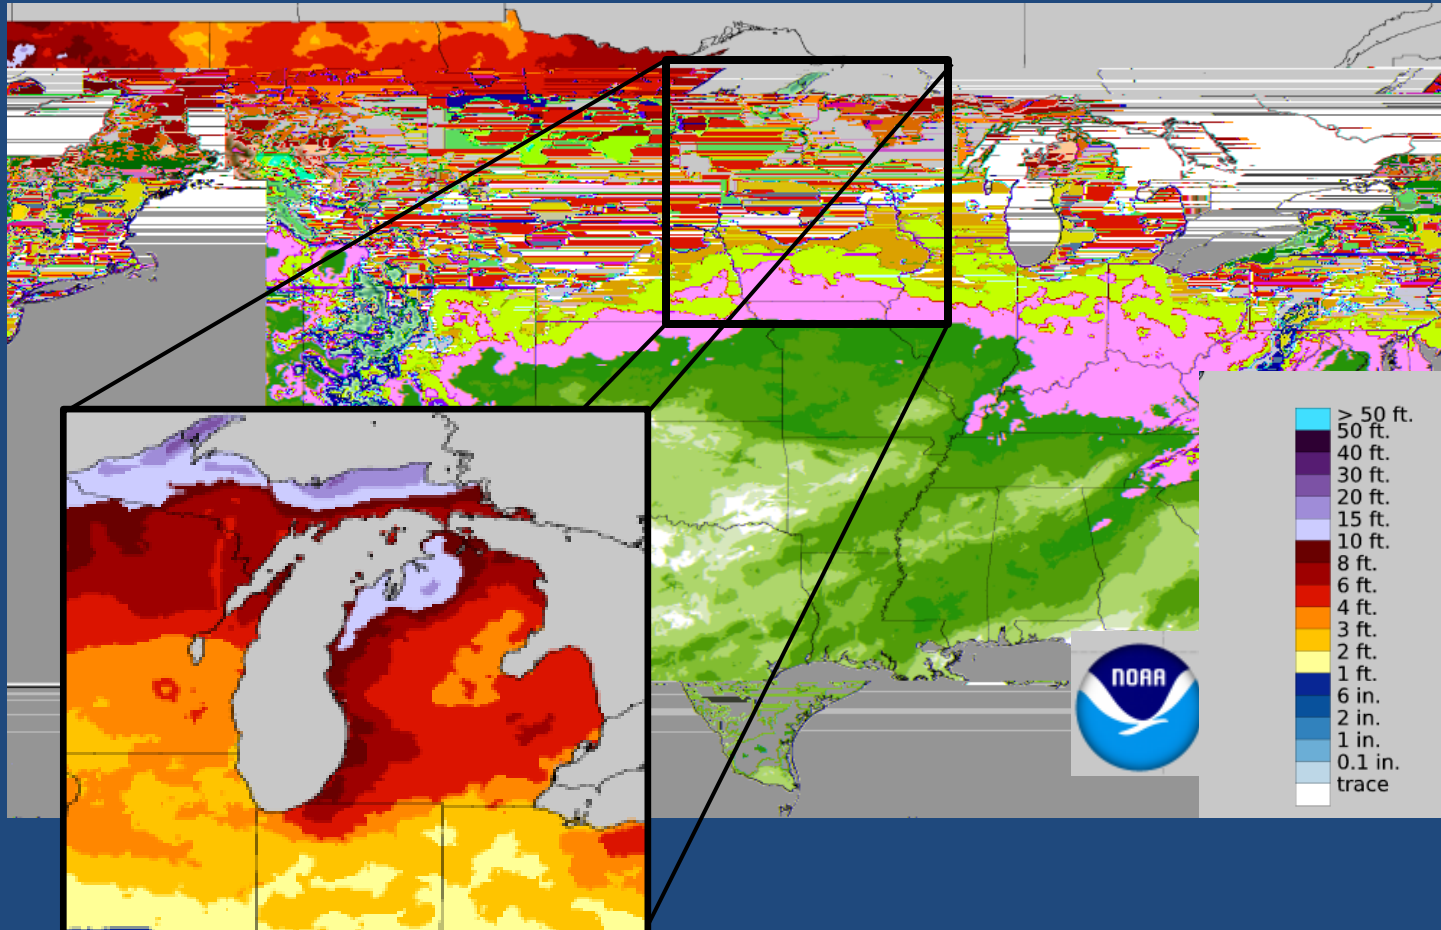 > 50 ft.
50 ft.
40 ft.
30 ft.
20 ft.
15 ft.
10 ft.
8 ft.
6 ft.
4 ft.
3 ft.
2 ft.
1 ft.
6 in.
2 in.
1 in.
0.1 in.
trace
NOAA